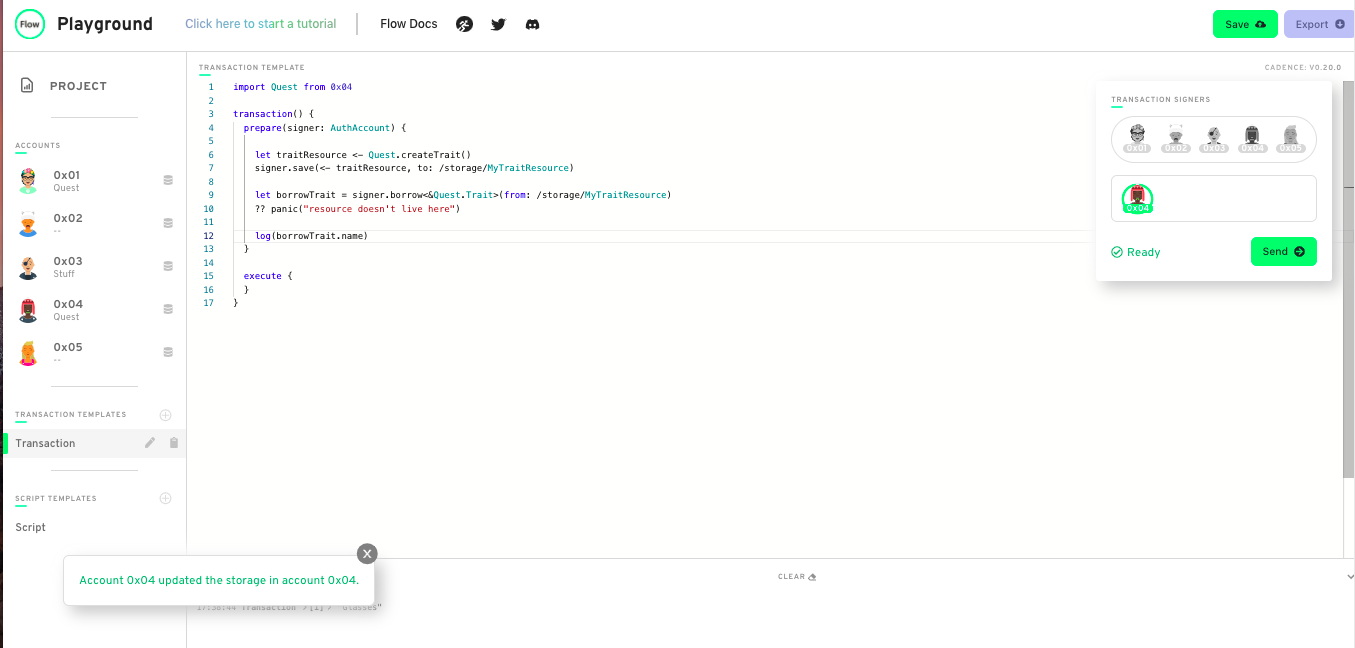 Flow Playground Click here to start a tutorial Flow Docs Save Export
PROJECT
ACCOUNTS
0x01
Quest
0x02
--
0x03
Stuff
0x04
Quest
0x05
--
TRANSACTION TEMPLATES
Transaction
SCRIPT TEMPLATES
Script
TRANSACTION TEMPLATE
CADENCE: V0.20.0
1 import Quest from 0x04
2
3 transaction() {
4 prepare(signer: AuthAccount) {
5
6 let traitResource <- Quest.createTrait()
7 signer.save(<- traitResource, to: /storage/MyTraitResource)
8
9 let borrowTrait = signer.borrow<&Quest.Trait>(from: /storage/MyTraitResource)
10 ?? panic("resource doesn't live here")
11
12 log(borrowTrait.name)
13 }
14
15 execute {
16 }
17 }
TRANSACTION SIGNERS
0x01 0x02 0x03 0x04 0x05
0x04
Ready Send
X
Account 0x04 updated the storage in account 0x04.
CLEAR
17:38:44 Transaction > [1] > "Glasses"